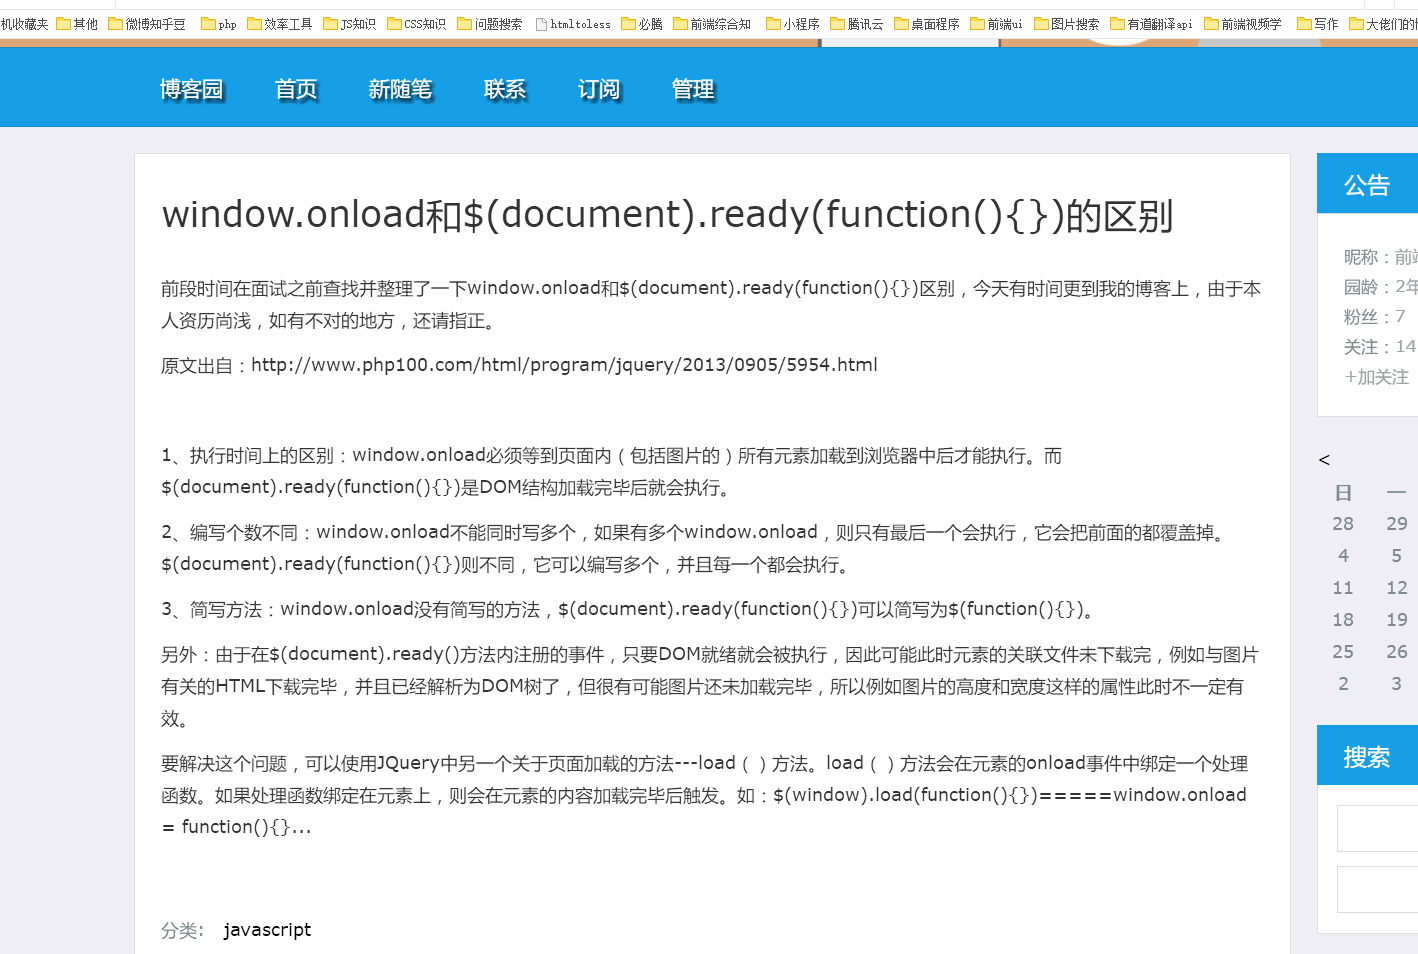 机收藏夹 其他 微博知乎豆 php 效率工具 JS知识 CSS知识 问题搜索 htmltoless 必腾 前端综合知 小程序 腾讯云 桌面程序 前端ui 图片搜索 有道翻译api 前端视频学 写作
博客园 首页 新随笔 联系 订阅 管理
window.onload和$(document).ready(function(){})的区别
前段时间在面试之前查找并整理了一下window.onload和$(document).ready(function(){})区别，今天有时间更到我的博客上，由于本
人资历尚浅，如有不对的地方，还请指正。
原文出自：http://www.php100.com/html/program/jquery/2013/0905/5954.html
1、执行时间上的区别：window.onload必须等到页面内（包括图片的）所有元素加载到浏览器中后才能执行。而
$(document).ready(function(){})是DOM结构加载完毕后就会执行。
2、编写个数不同：window.onload不能同时写多个，如果有多个window.onload，则只有最后一个会执行，它会把前面的都覆盖掉。
$(document).ready(function(){})则不同，它可以编写多个，并且每一个都会执行。
3、简写方法：window.onload没有简写的方法，$(document).ready(function(){})可以简写为$(function(){})。
另外：由于在$(document).ready()方法内注册的事件，只要DOM就绪就会被执行，因此可能此时元素的关联文件未下载完，例如与图片
有关的HTML下载完毕，并且已经解析为DOM树了，但很有可能图片还未加载完毕，所以例如图片的高度和宽度这样的属性此时不一定有
效。
要解决这个问题，可以使用JQuery中另一个关于页面加载的方法---load（）方法。load（）方法会在元素的onload事件中绑定一个处理
函数。如果处理函数绑定在元素上，则会在元素的内容加载完毕后触发。如：$(window).load(function(){})=====window.onload
= function(){}...
分类: javascript
公告
昵称：前
园龄：2年
粉丝：7
关注：14
+加关注
<
日 一
28 29
4 5
11 12
18 19
25 26
2 3
搜索